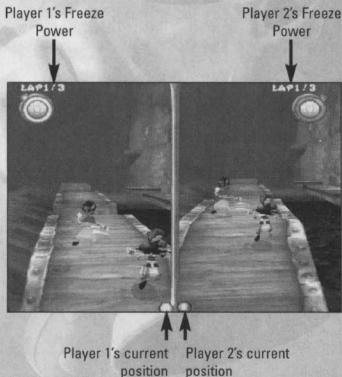 Player 1's Freeze
Power
Player 2's Freeze
Power
LAP1/3
LAP1/3
Player 1's current
position
Player 2's current
position